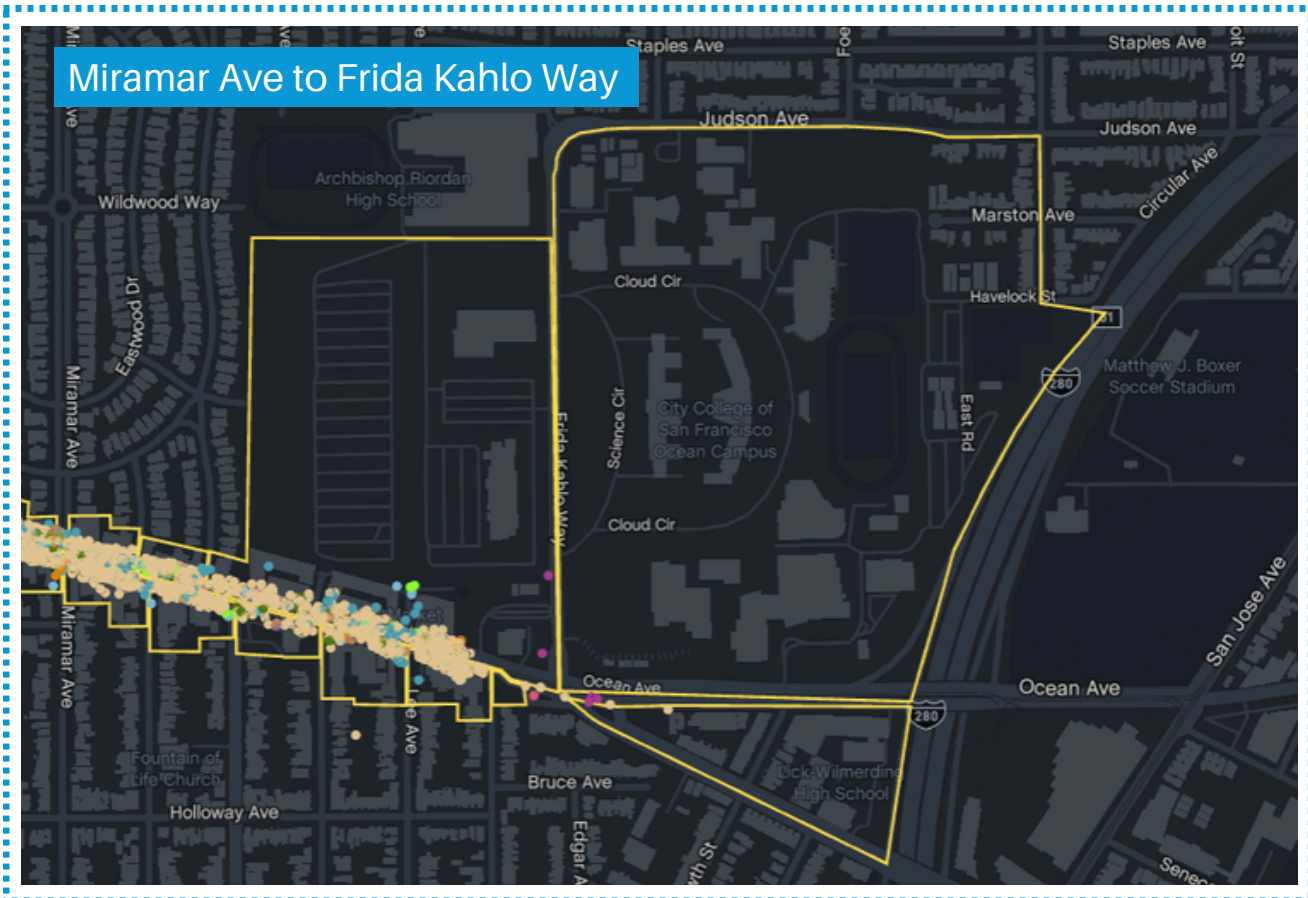 Miramar Ave to Frida Kahlo Way
Staples Ave
Staples Ave
Judson Ave
Judson Ave
Circular Ave
Archbishop Riordan
High School
Wildwood Way
Marston Ave
Eastwood Dr
Cloud Cir
Havelock St
Matthew J. Boxer
Soccer Stadium
280
Miramar Ave
Frida Kahlo Way
Science Cir
City College of
San Francisco
Ocean Campus
East Rd
Cloud Cir
San Jose Ave
Miramar Ave
Ocean Ave
Ocean Ave
280
Lee Ave
Fountain of
Life Church
Bruce Ave
Lick-Wilmerding
High School
Holloway Ave